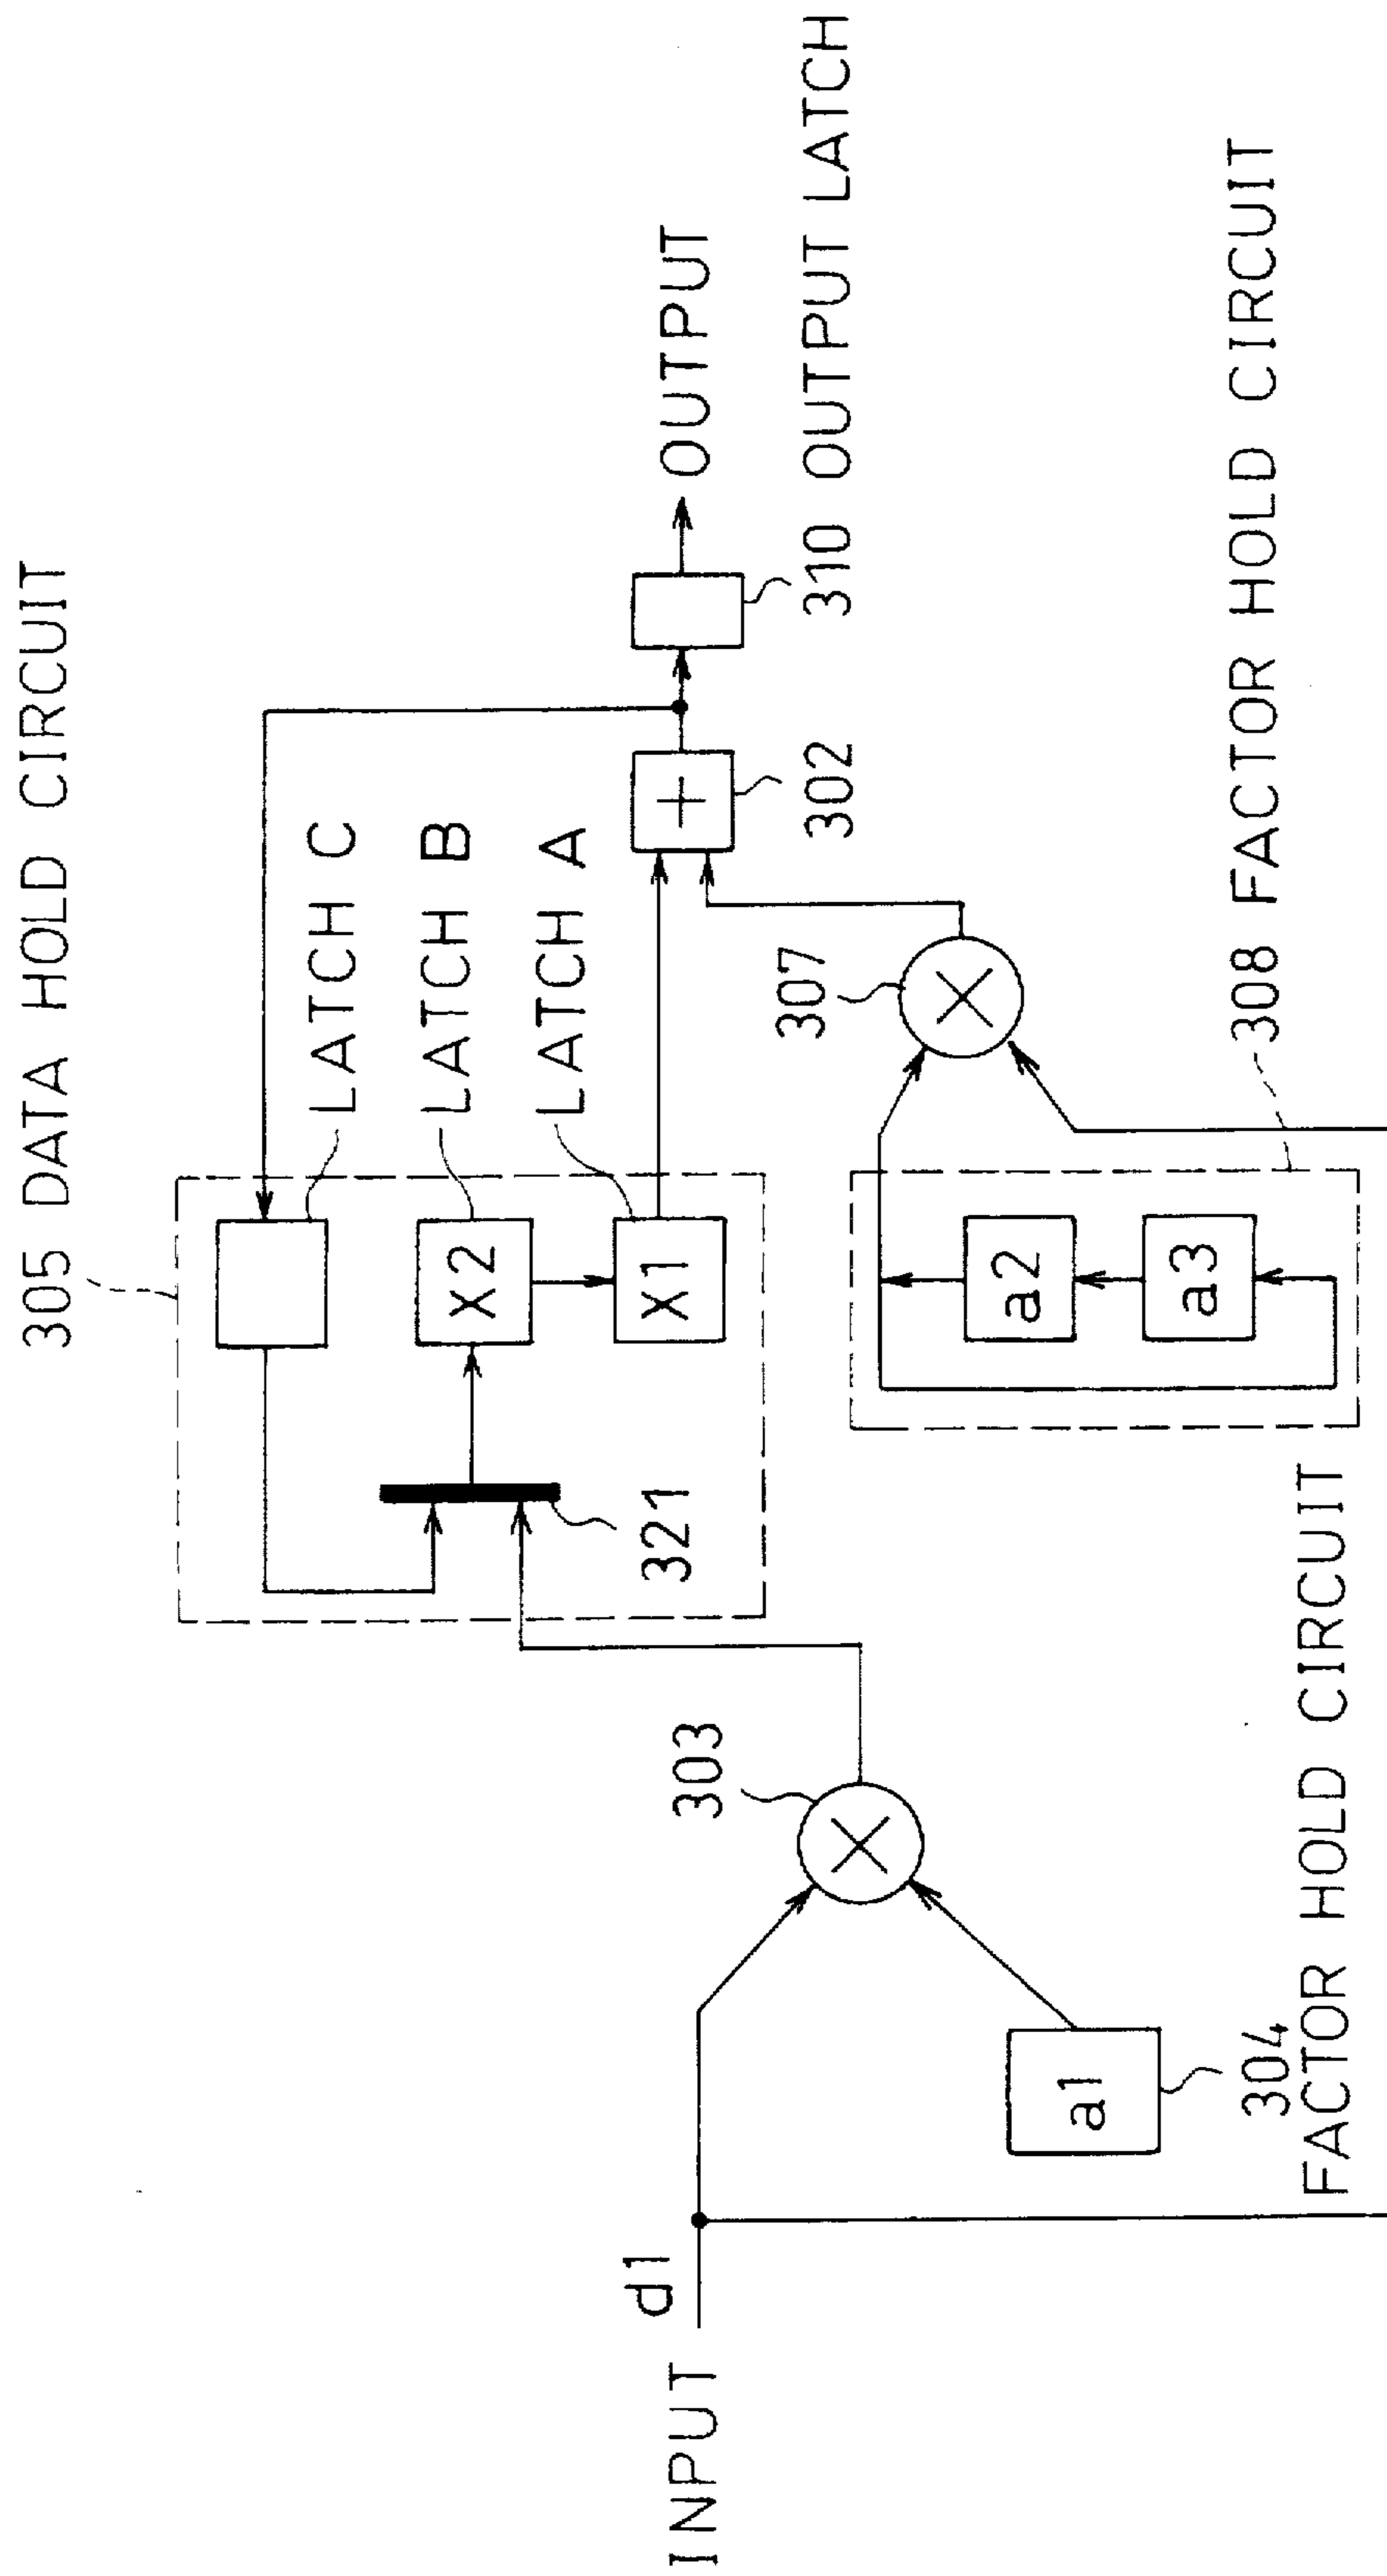 305 DATA HOLD CIRCUIT
LATCH C
LATCH B
LATCH A
X2
X1
321
OUTPUT
302
310 OUTPUT LATCH
307
303
INPUT
d1
a1
304
FACTOR HOLD CIRCUIT
a2
a3
308 FACTOR HOLD CIRCUIT